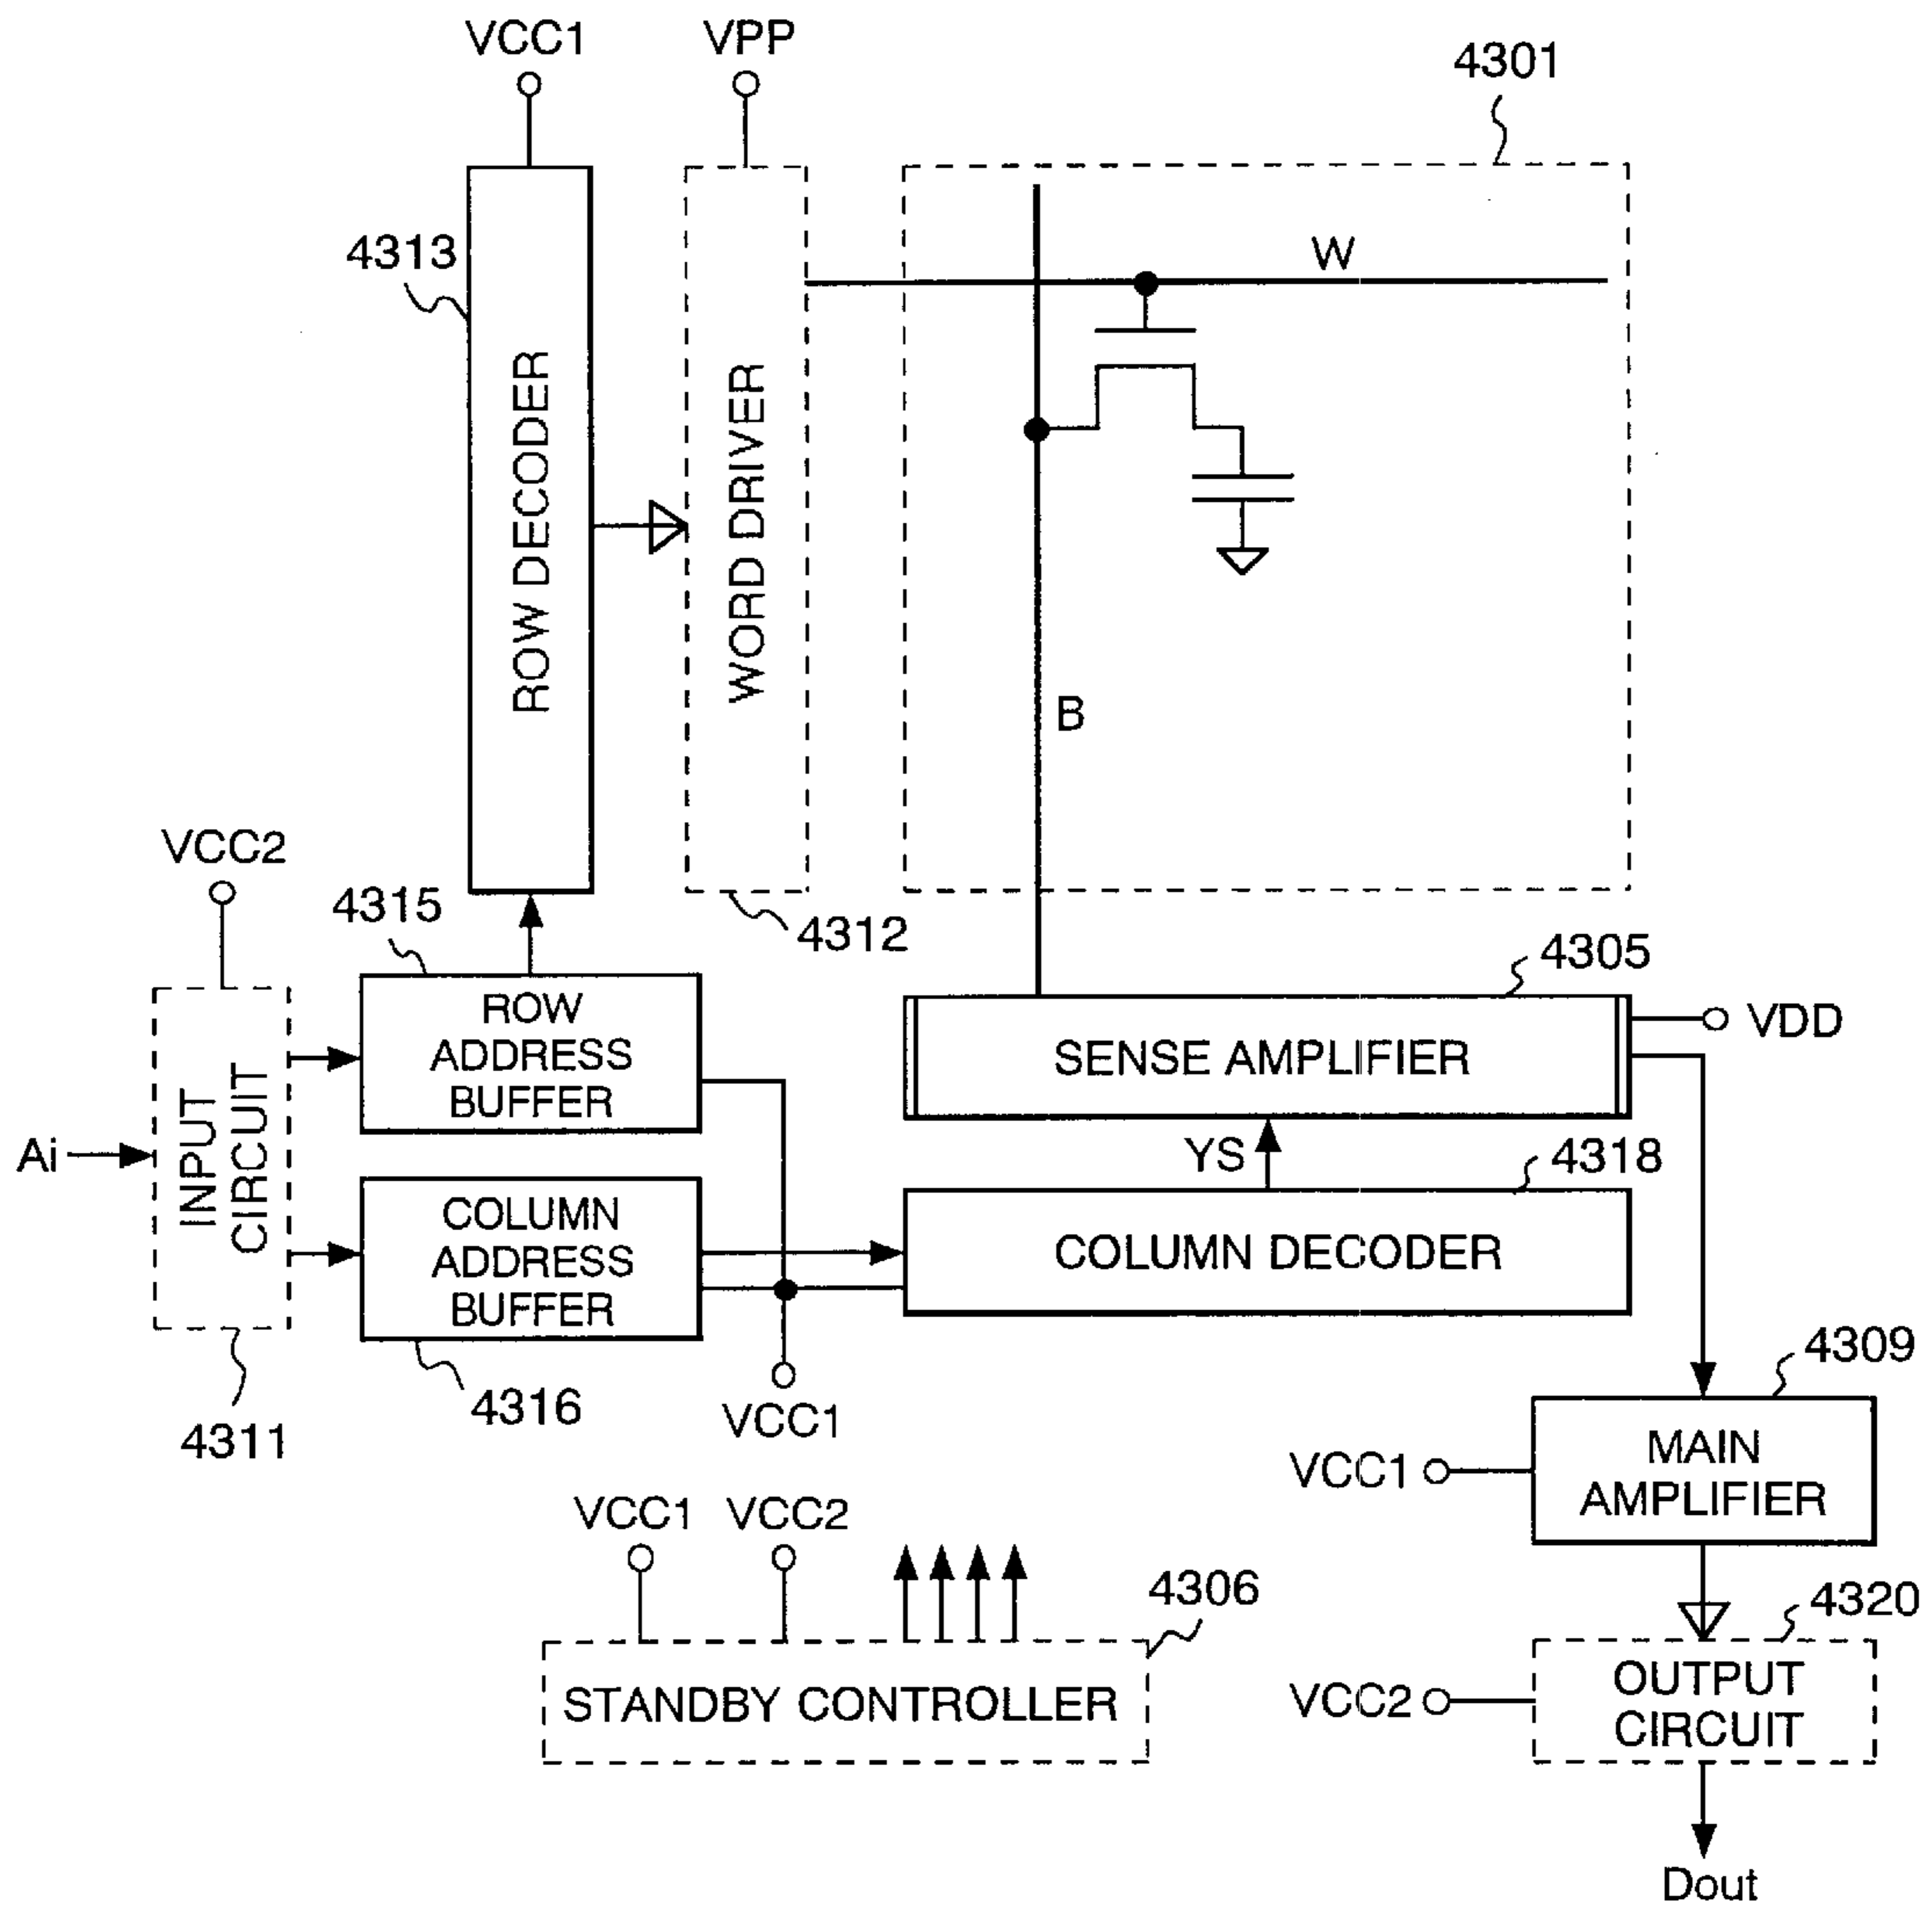 VCC1
VPP
4301
4313
ROW DECODER
WORD DRIVER
W
B
VCC2
4315
4312
4305
ROW
ADDRESS
BUFFER
SENSE AMPLIFIER
VDD
Ai
INPUT
CIRCUIT
YS
4318
COLUMN
ADDRESS
BUFFER
COLUMN DECODER
4311
4316
VCC1
4309
VCC1
MAIN
AMPLIFIER
VCC1
VCC2
4306
4320
STANDBY CONTROLLER
VCC2
OUTPUT
CIRCUIT
Dout